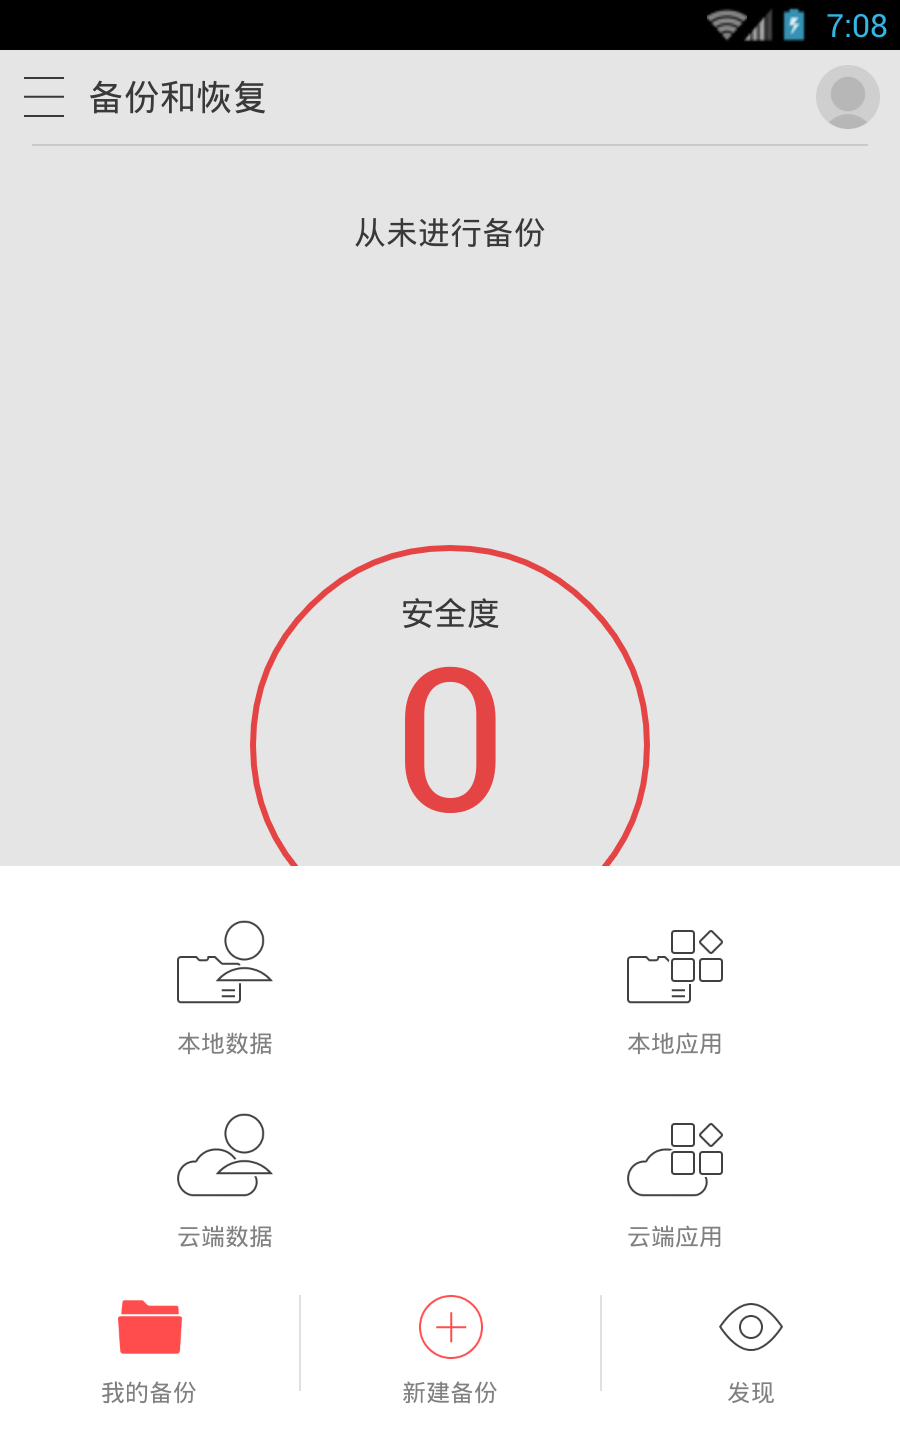 7:08
备份和恢复
从未进行备份
安全度
0
本地数据
本地应用
云端数据
云端应用
我的备份
新建备份
发现